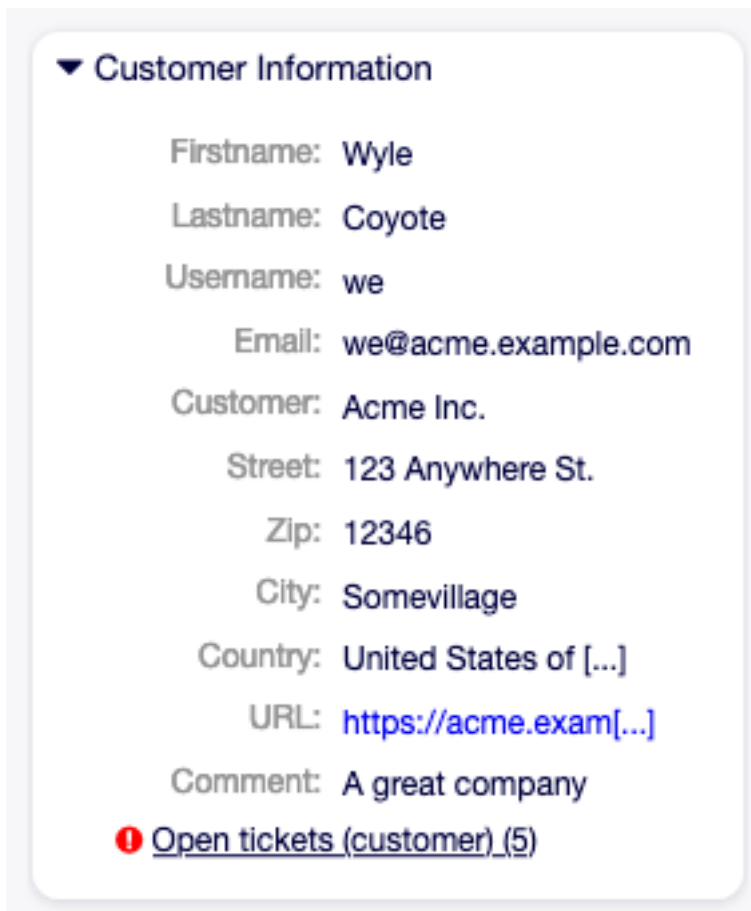 Customer Information
Firstname: Wyle
Lastname: Coyote
Username: we
Email: we@acme.example.com
Customer: Acme Inc.
Street: 123 Anywhere St.
Zip: 12346
City: Somevillage
Country: United States of [...]
URL: https://acme.exam[...]
Comment: A great company
Open tickets (customer) (5)